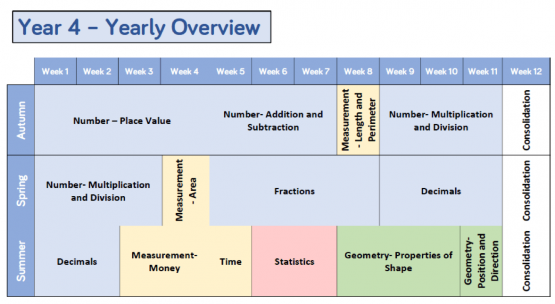 Year 4 – Yearly Overview
Week 1 Week 2 Week 3 Week 4 Week 5 Week 6 Week 7 Week 8 Week 9 Week 10 Week 11 Week 12
Autumn
Number – Place Value
Number- Addition and
Subtraction
Measurement
- Length and
Perimeter
Number- Multiplication
and Division
Consolidation
Spring
Number- Multiplication
and Division
Measurement
- Area
Fractions
Decimals
Consolidation
Summer
Decimals
Measurement-
Money
Time
Statistics
Geometry- Properties of
Shape
Geometry-
Position and
Direction
Consolidation